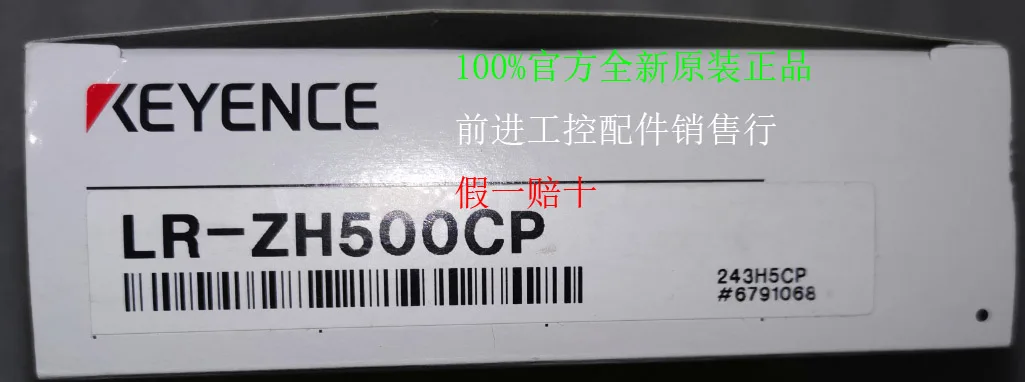 100%官方全新原装正品
KEYENCE
前进工控配件销售行
假一赔十
LR-ZH500CP
243H5CP
#6791068